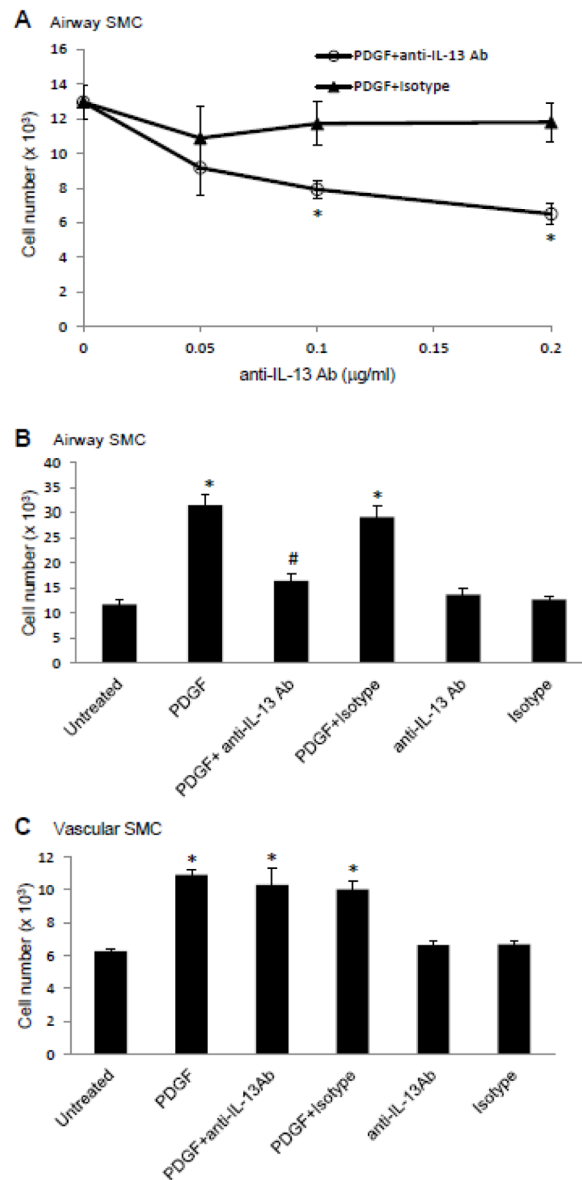 A Airway SMC
PDGF+anti-IL-13 Ab
PDGF+Isotype
Cell number (x 10³)
16
14
12
10
8
6
4
2
0
*
*
0 0.05 0.1 0.15 0.2
anti-IL-13 Ab (µg/ml)
B Airway SMC
Cell number (x 10³)
40
35
30
25
20
15
10
5
0
* # *
Untreated
PDGF
PDGF+ anti-IL-13 Ab
PDGF+Isotype
anti-IL-13 Ab
Isotype
C Vascular SMC
Cell number (x 10³)
12
10
8
6
4
2
0
* * *
Untreated
PDGF
PDGF+anti-IL-13Ab
PDGF+Isotype
anti-IL-13Ab
Isotype